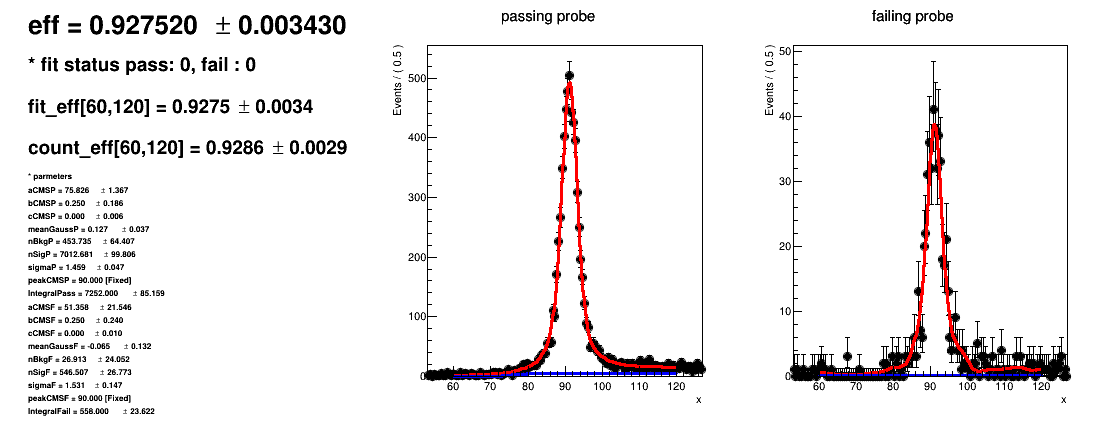 eff = 0.927520 ± 0.003430
* fit status pass: 0, fail : 0
fit_eff[60,120] = 0.9275 ± 0.0034
count_eff[60,120] = 0.9286 ± 0.0029
* parmeters
aCMSP = 75.826 ± 1.367
bCMSP = 0.250 ± 0.186
cCMSP = 0.000 ± 0.006
meanGaussP = 0.127 ± 0.037
nBkgP = 453.735 ± 64.407
nSigP = 7012.681 ± 99.806
sigmaP = 1.459 ± 0.047
peakCMSP = 90.000 [Fixed]
IntegralPass = 7252.000 ± 85.159
aCMSF = 51.358 ± 21.546
bCMSF = 0.250 ± 0.240
cCMSF = 0.000 ± 0.010
meanGaussF = -0.065 ± 0.132
nBkgF = 26.913 ± 24.052
nSigF = 546.507 ± 26.773
sigmaF = 1.531 ± 0.147
peakCMSF = 90.000 [Fixed]
IntegralFail = 558.000 ± 23.622
passing probe
Events / ( 0.5 )
500
400
300
200
100
0
60 70 80 90 100 110 120
x
failing probe
Events / ( 0.5 )
50
40
30
20
10
0
60 70 80 90 100 110 120
x